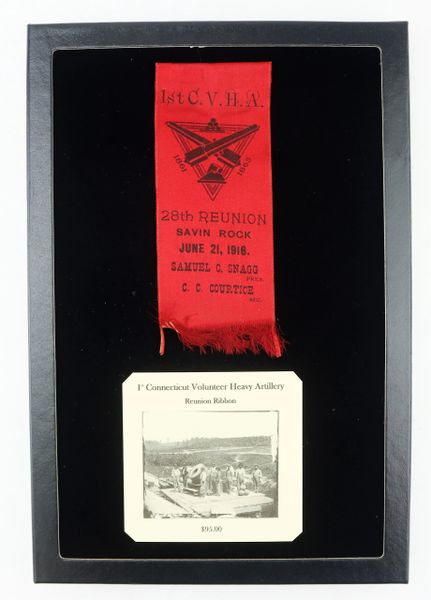 1st C. V. H. A.
1861 1865
28th REUNION
SAVIN ROCK
JUNE 21, 1916.
SAMUEL C. SNAGG
PRES.
C. C. COURTICE
SEC.
1st Connecticut Volunteer Heavy Artillery
Reunion Ribbon
$95.00